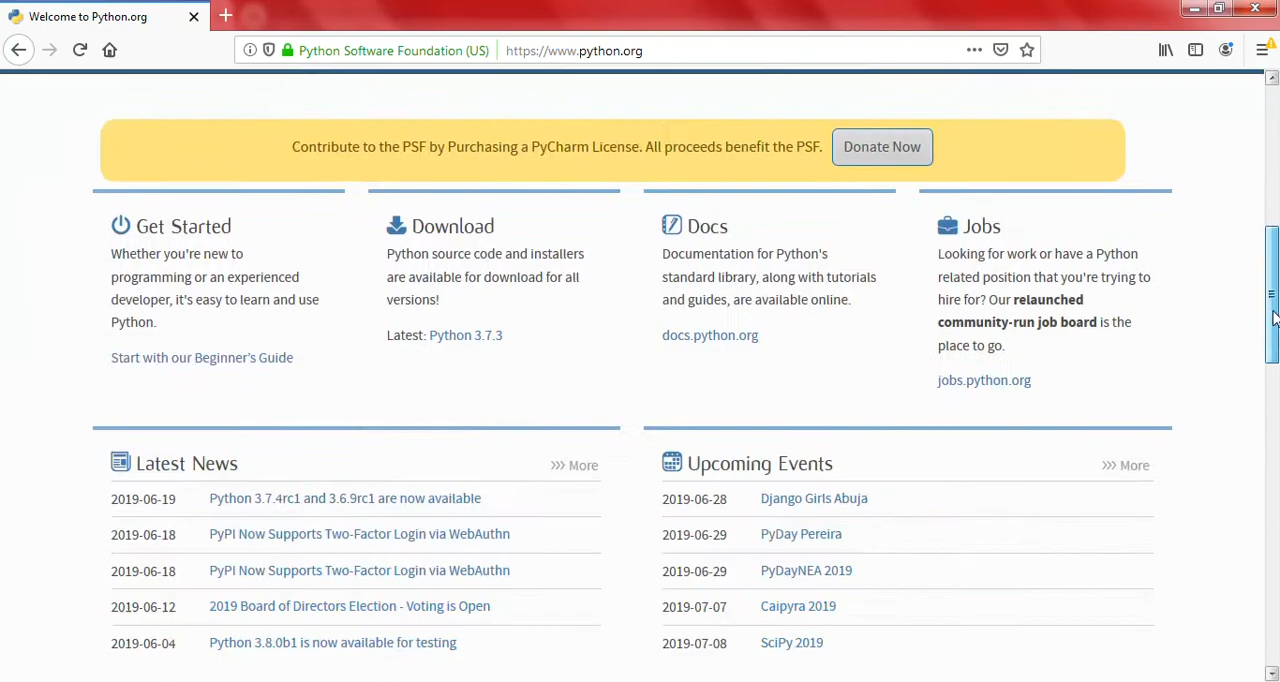 Welcome to Python.org
Python Software Foundation (US) https://www.python.org
Contribute to the PSF by Purchasing a PyCharm License. All proceeds benefit the PSF. Donate Now
Get Started
Whether you're new to
programming or an experienced
developer, it's easy to learn and use
Python.
Start with our Beginner's Guide
Download
Python source code and installers
are available for download for all
versions!
Latest: Python 3.7.3
Docs
Documentation for Python's
standard library, along with tutorials
and guides, are available online.
docs.python.org
Jobs
Looking for work or have a Python
related position that you're trying to
hire for? Our relaunched
community-run job board is the
place to go.
jobs.python.org
Latest News
>>> More
2019-06-19 Python 3.7.4rc1 and 3.6.9rc1 are now available
2019-06-18 PyPI Now Supports Two-Factor Login via WebAuthn
2019-06-18 PyPI Now Supports Two-Factor Login via WebAuthn
2019-06-12 2019 Board of Directors Election - Voting is Open
2019-06-04 Python 3.8.0b1 is now available for testing
Upcoming Events
>>> More
2019-06-28 Django Girls Abuja
2019-06-29 PyDay Pereira
2019-06-29 PyDayNEA 2019
2019-07-07 Caipyra 2019
2019-07-08 SciPy 2019